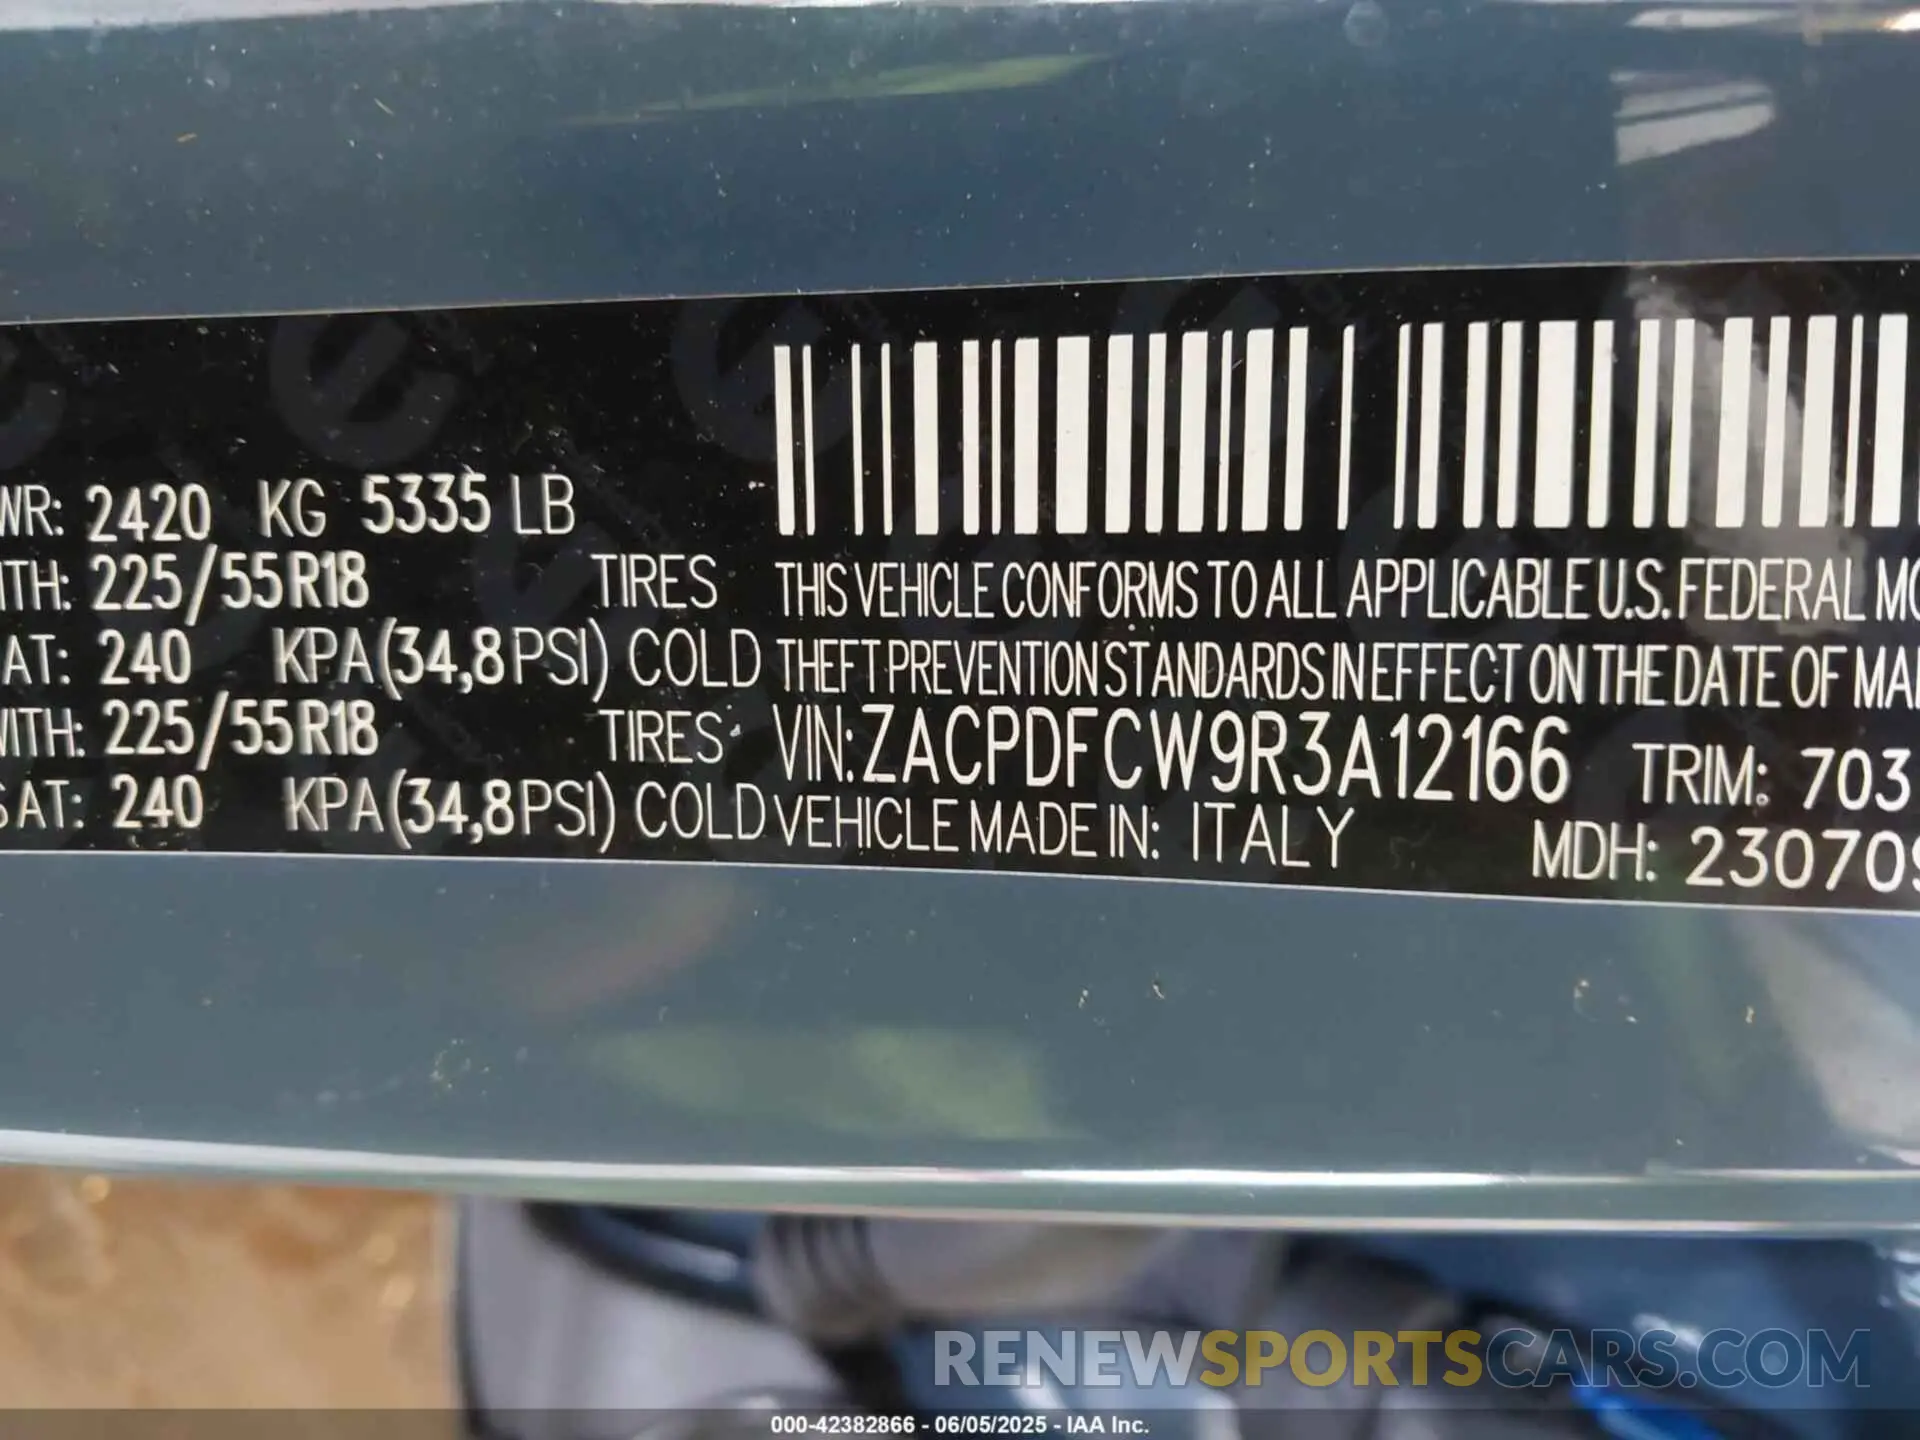 WR: 2420 KG 5335 LB
ITH: 225/55R18 TIRES
AT: 240 KPA(34,8PSI) COLD
WITH: 225/55R18 TIRES
SAT: 240 KPA(34,8PSI) COLD
THIS VEHICLE CONFORMS TO ALL APPLICABLE U.S. FEDERAL MO
THEFT PREVENTION STANDARDS IN EFFECT ON THE DATE OF MA
VIN: ZACPDFCW9R3A12166 TRIM: 703
VEHICLE MADE IN: ITALY MDH: 230709
RENEWSPORTSCARS.COM
000-42382866 - 06/05/2025 - IAA Inc.